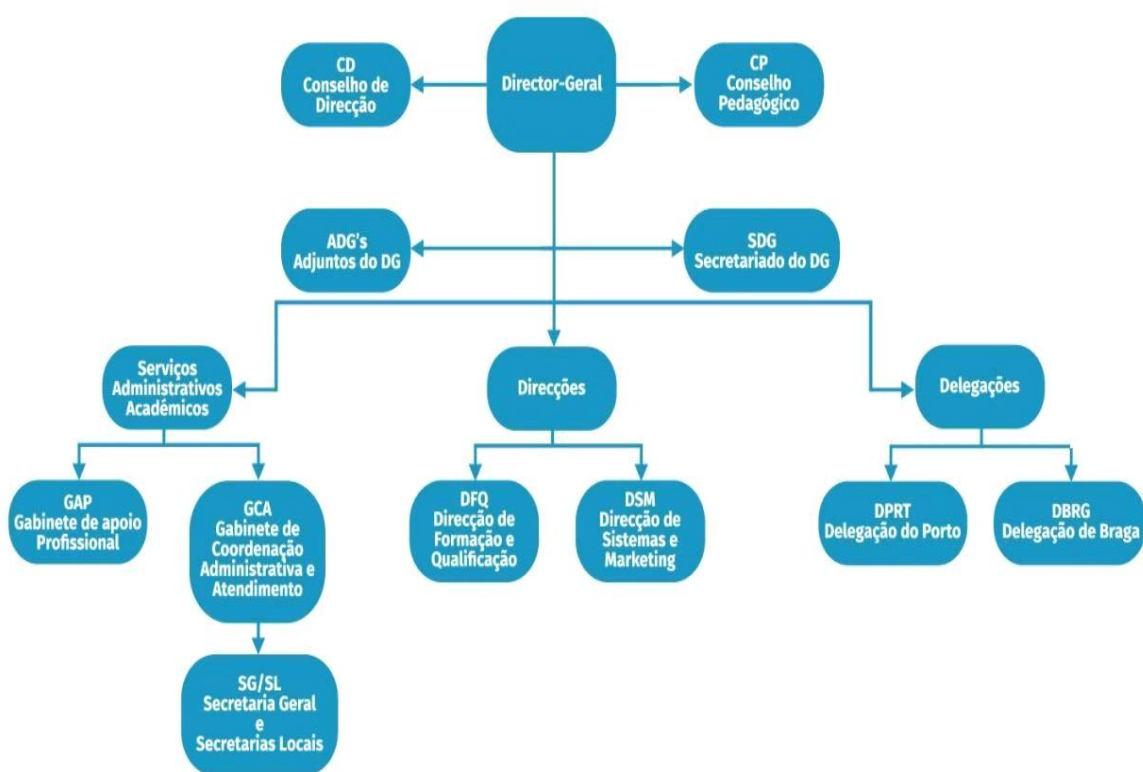 CD
Conselho de
Direcção
Director-Geral
CP
Conselho
Pedagógico
ADG's
Adjuntos do DG
SDG
Secretariado do DG
Serviços
Administrativos
Académicos
Direcções
Delegações
GAP
Gabinete de apoio
Profissional
GCA
Gabinete de
Coordenação
Administrativa e
Atendimento
DFQ
Direcção de
Formação e
Qualificação
DSM
Direcção de
Sistemas e
Marketing
DPRT
Delegação do Porto
DBRG
Delegação de Braga
SG/SL
Secretaria Geral
e
Secretarias Locais